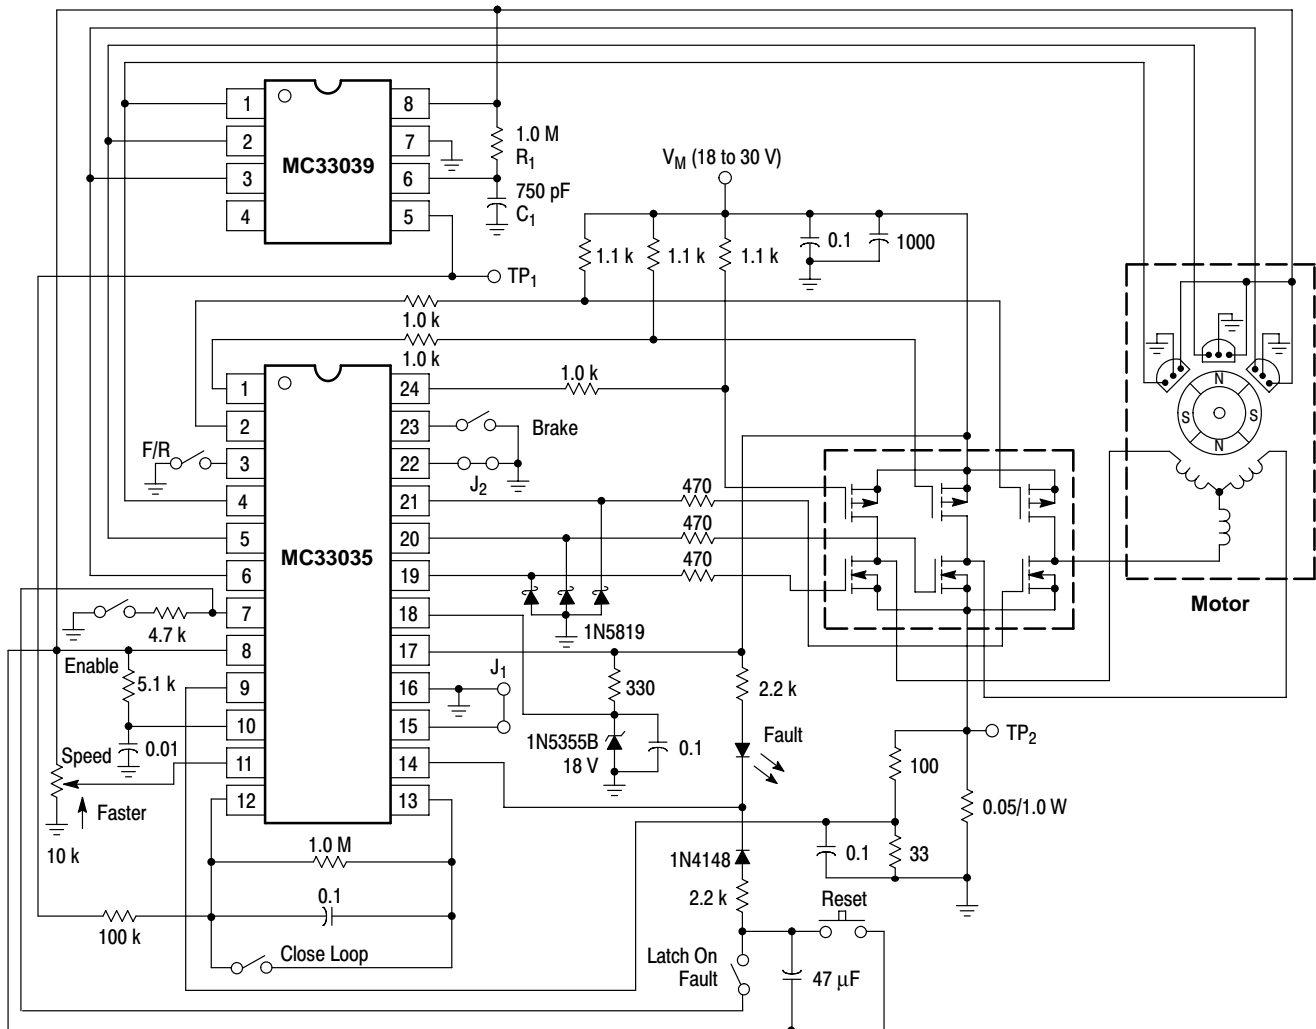 1
2
3
4
MC33039
8
7
6
5
1.0 M
R1
750 pF
C1
VM (18 to 30 V)
1.1 k
1.1 k
1.1 k
0.1
1000
TP1
1.0 k
1.0 k
1.0 k
1
2
3
4
5
6
7
8
9
10
11
12
MC33035
24
23
22
21
20
19
18
17
16
15
14
13
F/R
Brake
J2
470
470
470
1N5819
4.7 k
Enable
5.1 k
0.01
Speed
Faster
10 k
J1
330
1N5355B
18 V
0.1
2.2 k
Fault
N
S
S
N
Motor
TP2
100
0.05/1.0 W
33
0.1
1N4148
2.2 k
Reset
Latch On
Fault
47 µF
1.0 M
0.1
100 k
Close Loop